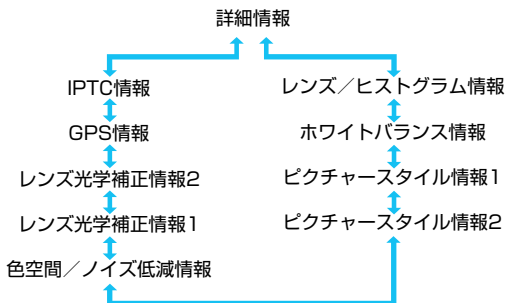 詳細情報
IPTC情報
レンズ／ヒストグラム情報
GPS情報
ホワイトバランス情報
レンズ光学補正情報2
ピクチャースタイル情報1
レンズ光学補正情報1
ピクチャースタイル情報2
色空間／ノイズ低減情報